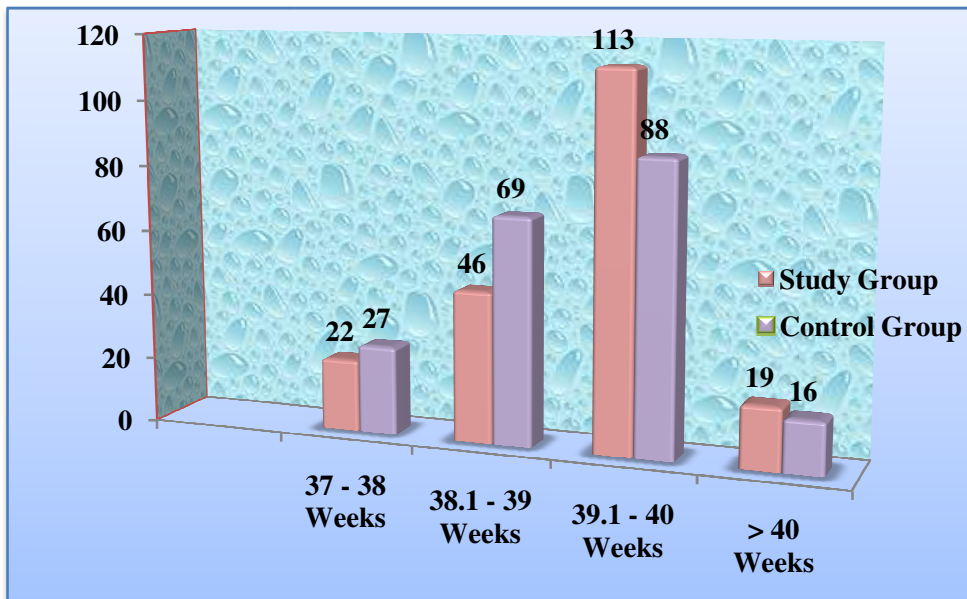 120
100
80
60
40
20
0
22
27
46
69
113
88
19
16
37 - 38
Weeks
38.1 - 39
Weeks
39.1 - 40
Weeks
> 40
Weeks
Study Group
Control Group